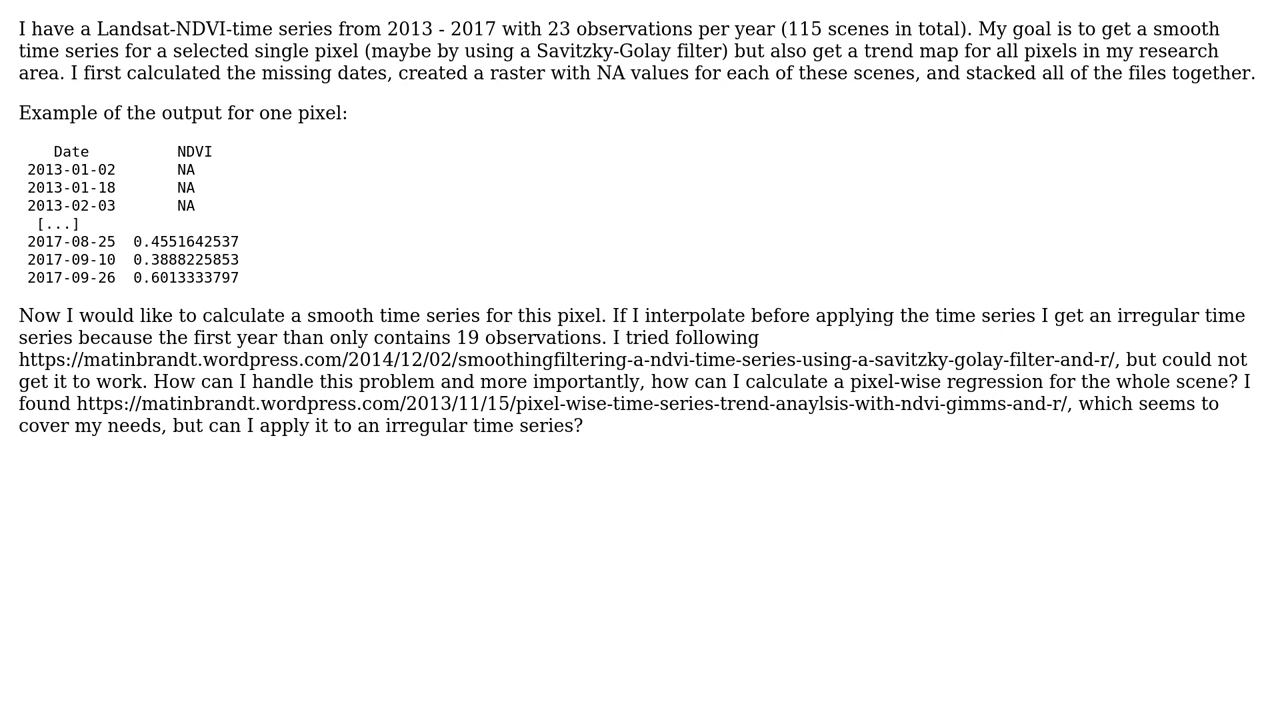 I have a Landsat-NDVI-time series from 2013 - 2017 with 23 observations per year (115 scenes in total). My goal is to get a smooth
time series for a selected single pixel (maybe by using a Savitzky-Golay filter) but also get a trend map for all pixels in my research
area. I first calculated the missing dates, created a raster with NA values for each of these scenes, and stacked all of the files together.
Example of the output for one pixel:
Date NDVI
2013-01-02 NA
2013-01-18 NA
2013-02-03 NA
[...]
2017-08-25 0.4551642537
2017-09-10 0.3888225853
2017-09-26 0.6013333797
Now I would like to calculate a smooth time series for this pixel. If I interpolate before applying the time series I get an irregular time
series because the first year than only contains 19 observations. I tried following
https://matinbrandt.wordpress.com/2014/12/02/smoothingfiltering-a-ndvi-time-series-using-a-savitzky-golay-filter-and-r/, but could not
get it to work. How can I handle this problem and more importantly, how can I calculate a pixel-wise regression for the whole scene? I
found https://matinbrandt.wordpress.com/2013/11/15/pixel-wise-time-series-trend-anaylsis-with-ndvi-gimms-and-r/, which seems to
cover my needs, but can I apply it to an irregular time series?